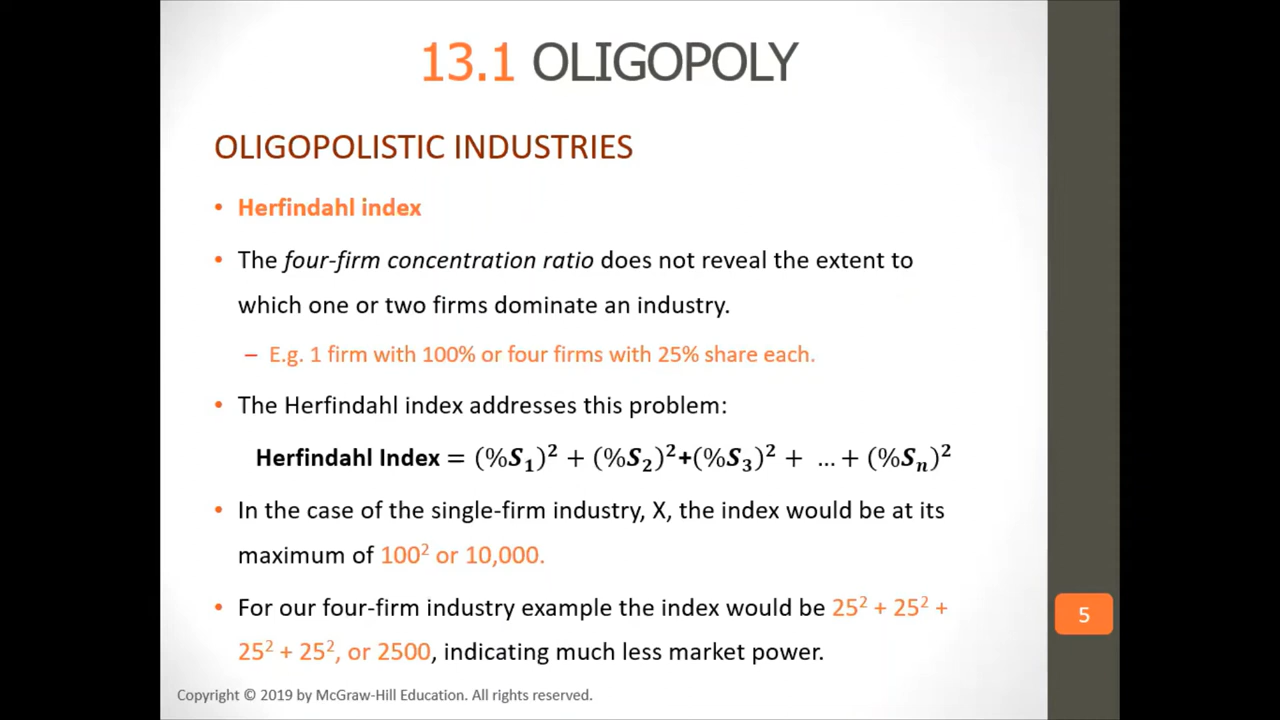 13.1 OLIGOPOLY
OLIGOPOLISTIC INDUSTRIES
• Herfindahl index
• The four-firm concentration ratio does not reveal the extent to
which one or two firms dominate an industry.
– E.g. 1 firm with 100% or four firms with 25% share each.
• The Herfindahl index addresses this problem:
Herfindahl Index = (%S₁)² + (%S₂)²+(%S₃)² + … + (%Sₙ)²
• In the case of the single-firm industry, X, the index would be at its
maximum of 100² or 10,000.
• For our four-firm industry example the index would be 25² + 25² +
25² + 25², or 2500, indicating much less market power.
5
Copyright © 2019 by McGraw-Hill Education. All rights reserved.